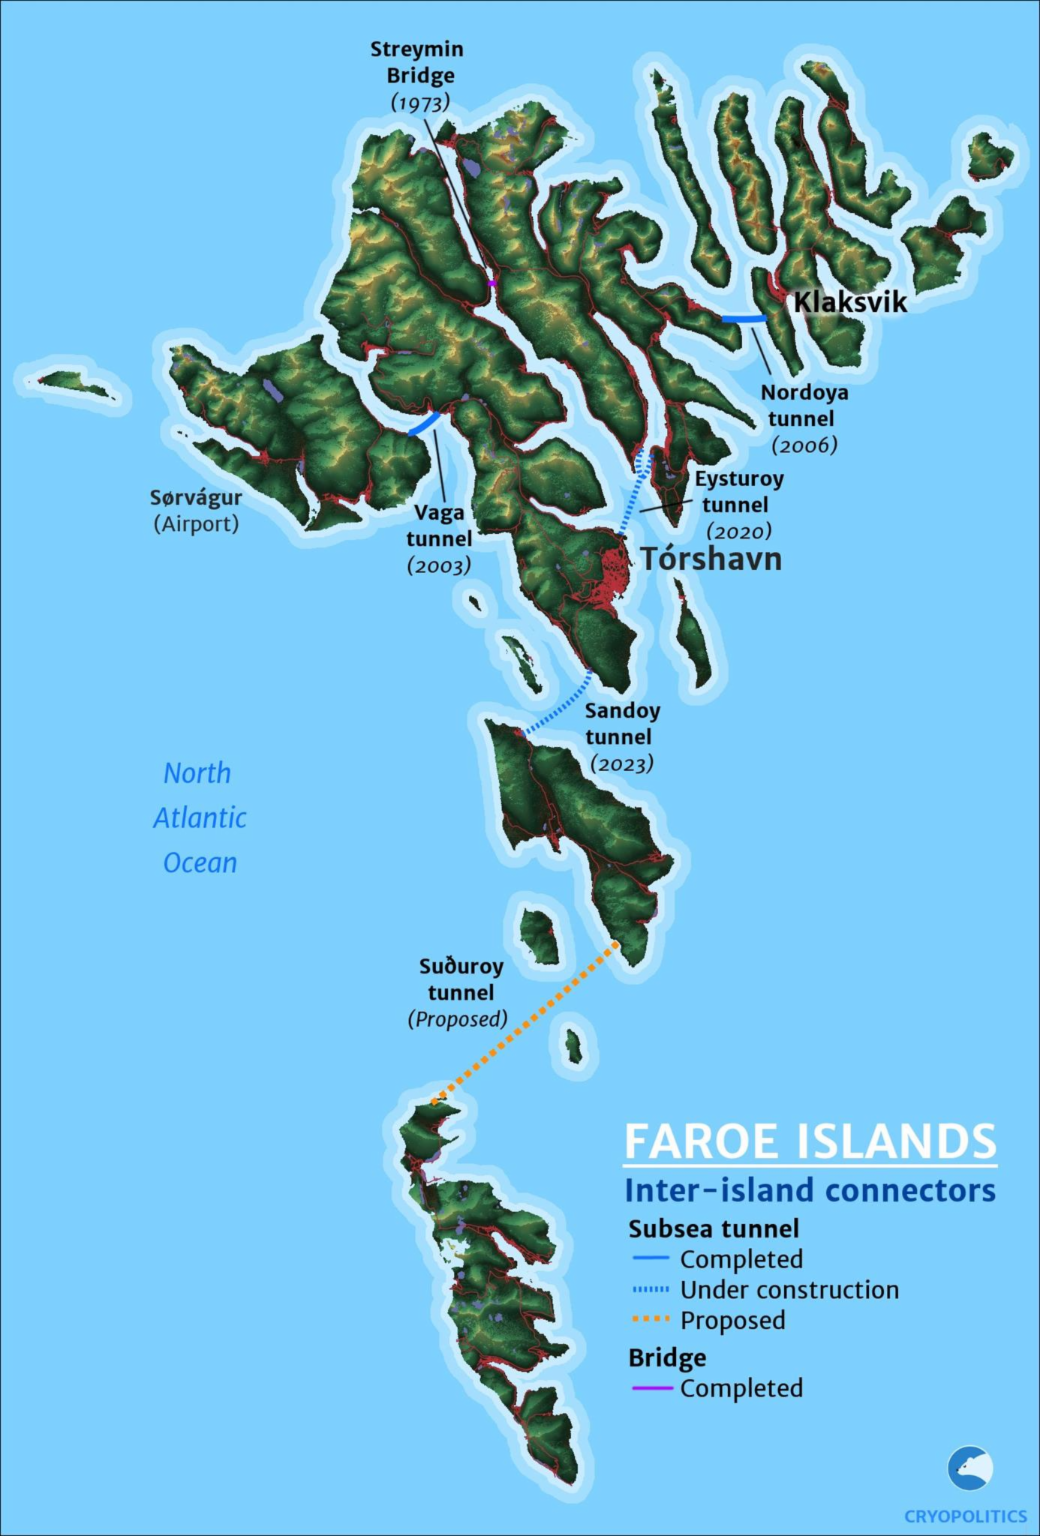 Streymin
Bridge
(1973)
Klaksvik
Nordoya
tunnel
(2006)
Sørvágur
(Airport)
Vaga
tunnel
(2003)
Eysturoy
tunnel
(2020)
Tórshavn
Sandoy
tunnel
(2023)
North
Atlantic
Ocean
Suðuroy
tunnel
(Proposed)
FAROE ISLANDS
Inter-island connectors
Subsea tunnel
Completed
Under construction
Proposed
Bridge
Completed
CRYOPOLITICS